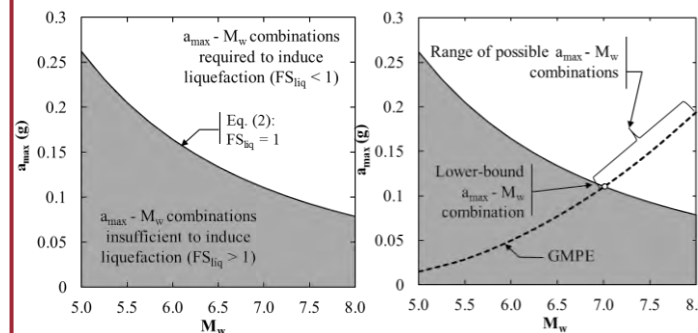 0.3
0.25
0.2
0.15
0.1
0.05
0
a_max (g)
a_max - M_w combinations
required to induce
liquefaction (FS_liq < 1)
Eq. (2):
FS_liq = 1
a_max - M_w combinations
insufficient to induce
liquefaction (FS_liq > 1)
5.0 5.5 6.0 6.5 7.0 7.5 8.0
M_w
0.3
0.25
0.2
0.15
0.1
0.05
0
a_max (g)
Range of possible a_max - M_w
combinations
Lower-bound
a_max - M_w
combination
GMPE
5.0 5.5 6.0 6.5 7.0 7.5 8.
M_w